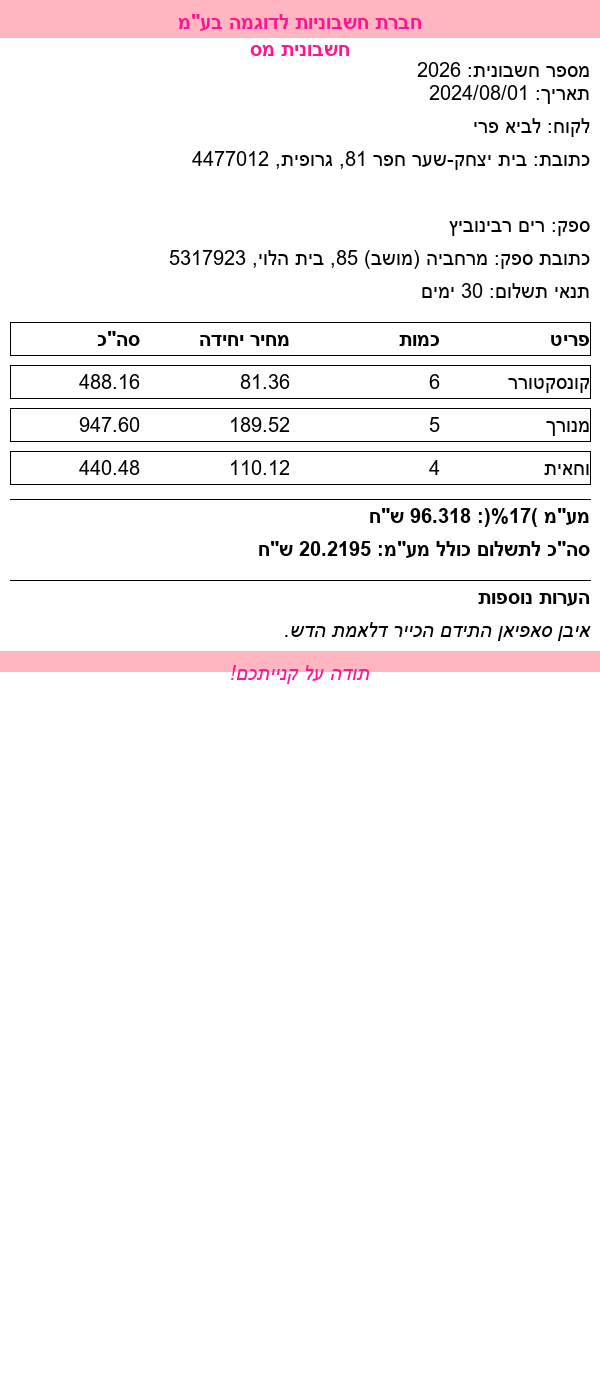 חברת חשבוניות לדוגמה בע"מ
חשבונית מס
מספר חשבונית: 2026
תאריך: 2024/08/01
לקוח: לביא פרי
כתובת: בית יצחק-שער חפר 81, גרופית, 4477012
ספק: רים רבינוביץ
כתובת ספק: מרחביה (מושב) 85, בית הלוי, 5317923
תנאי תשלום: 30 ימים
פריט כמות מחיר יחידה סה"כ
קונסקטורר 6 81.36 488.16
מנורך 5 189.52 947.60
וחאית 4 110.12 440.48
מע"מ )17%(: 96.318 ש"ח
סה"כ לתשלום כולל מע"מ: 20.2195 ש"ח
הערות נוספות
איבן סאפיאן התידם הכייר דלאמת הדש.
תודה על קנייתכם!